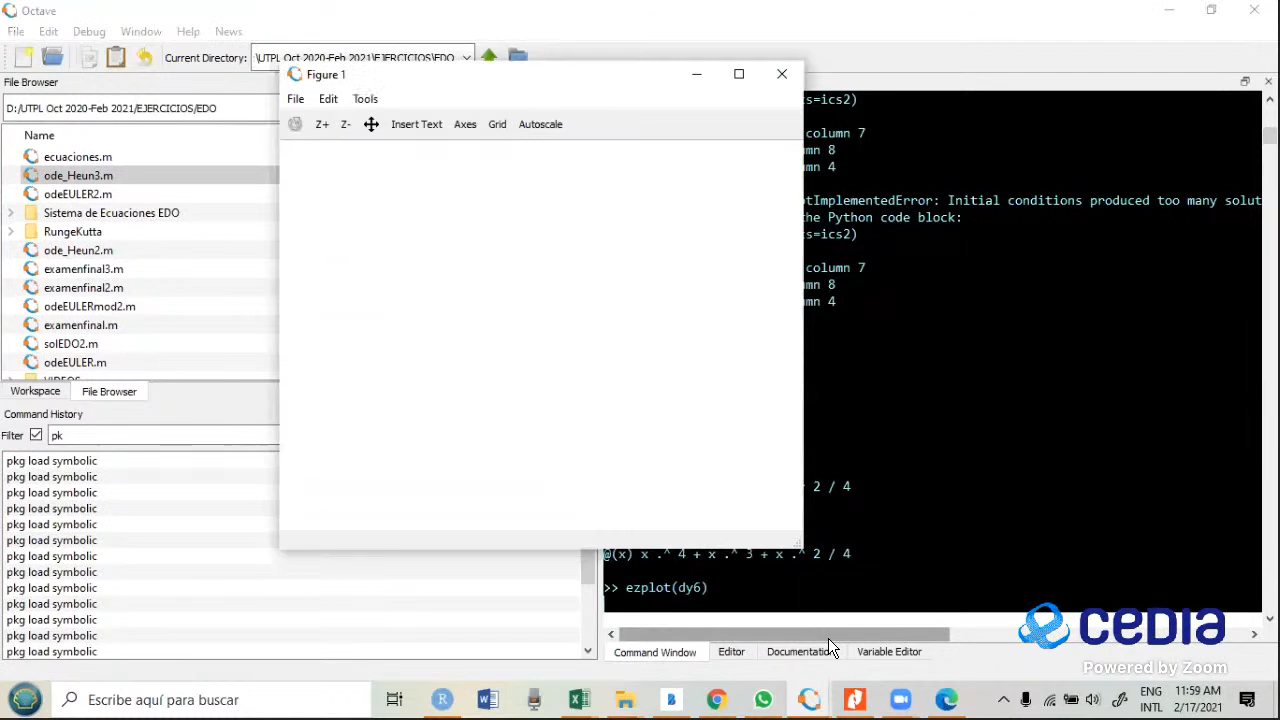 Octave
File Edit Debug Window Help News
Current Directory: \UTPL Oct 2020-Feb 2021\EJERCICIOS\EDO
File Browser
D:/UTPL Oct 2020-Feb-2021/EJERCICIOS/EDO
Name
ecuaciones.m
ode_Heun3.m
odeEULER2.m
Sistema de Ecuaciones EDO
RungeKutta
ode_Heun2.m
examenfinal3.m
examenfinal2.m
odeEULERmod2.m
examenfinal.m
solEDO2.m
odeEULER.m
VIDEOS
Workspace File Browser
Command History
Filter pk
pkg load symbolic
pkg load symbolic
pkg load symbolic
pkg load symbolic
pkg load symbolic
pkg load symbolic
pkg load symbolic
pkg load symbolic
pkg load symbolic
pkg load symbolic
pkg load symbolic
pkg load symbolic
pkg load symbolic
Figure 1
File Edit Tools
Z+ Z- Insert Text Axes Grid Autoscale
s=ics2)
column 7
mn 8
mn 4
otImplementedError: Initial conditions produced too many solut
the Python code block:
s=ics2)
column 7
mn 8
mn 4
2 / 4
@(x) x .^ 4 + x .^ 3 + x .^ 2 / 4
>> ezplot(dy6)
Command Window Editor Documentation Variable Editor
cedia
Powered by Zoom
Escribe aquí para buscar
ENG
INTL
11:59 AM
2/17/2021